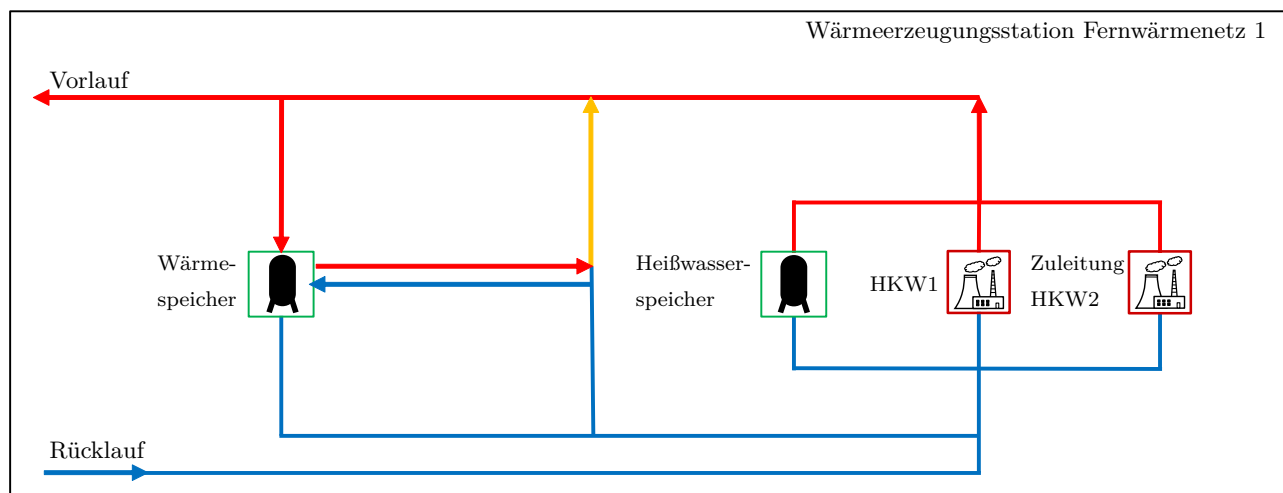 Wärmeerzeugungsstation Fernwärmenetz 1
Vorlauf
Wärme-
speicher
Heißwasser-
speicher
HKW1
Zuleitung
HKW2
Rücklauf